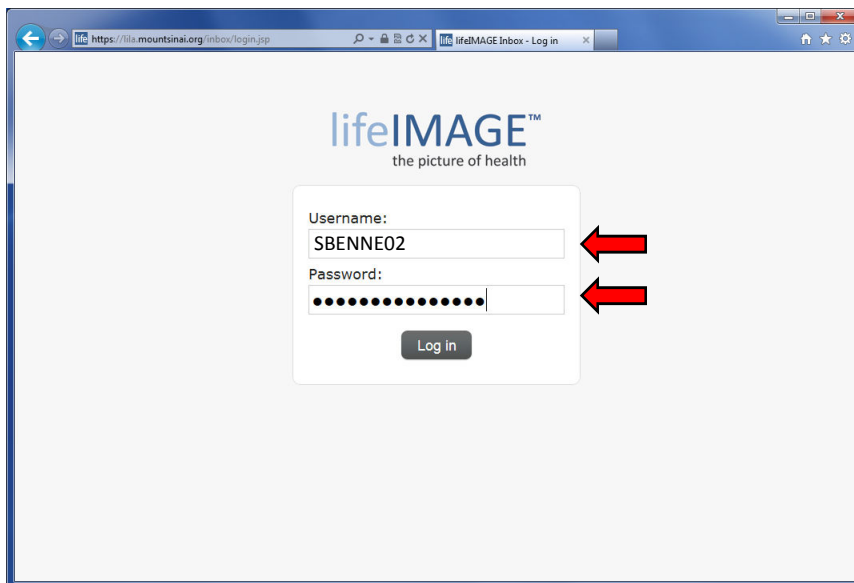 https://lila.mountsinai.org/inbox/login.jsp
life lifeIMAGE Inbox - Log in
lifeIMAGE™
the picture of health
Username:
SBENNE02
Password:
●●●●●●●●●●●●●●●
Log in